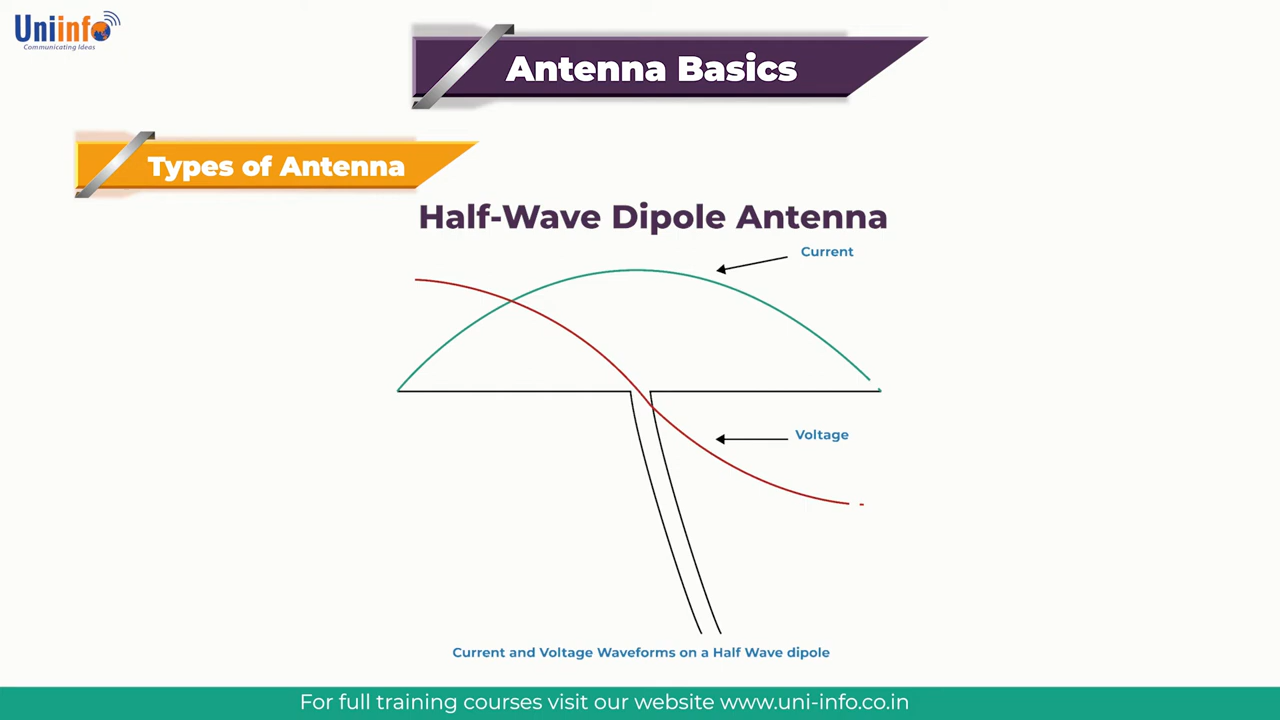 Uniinfo
Communicating Ideas
Antenna Basics
Types of Antenna
Half-Wave Dipole Antenna
Current
Voltage
Current and Voltage Waveforms on a Half Wave dipole
For full training courses visit our website www.uni-info.co.in